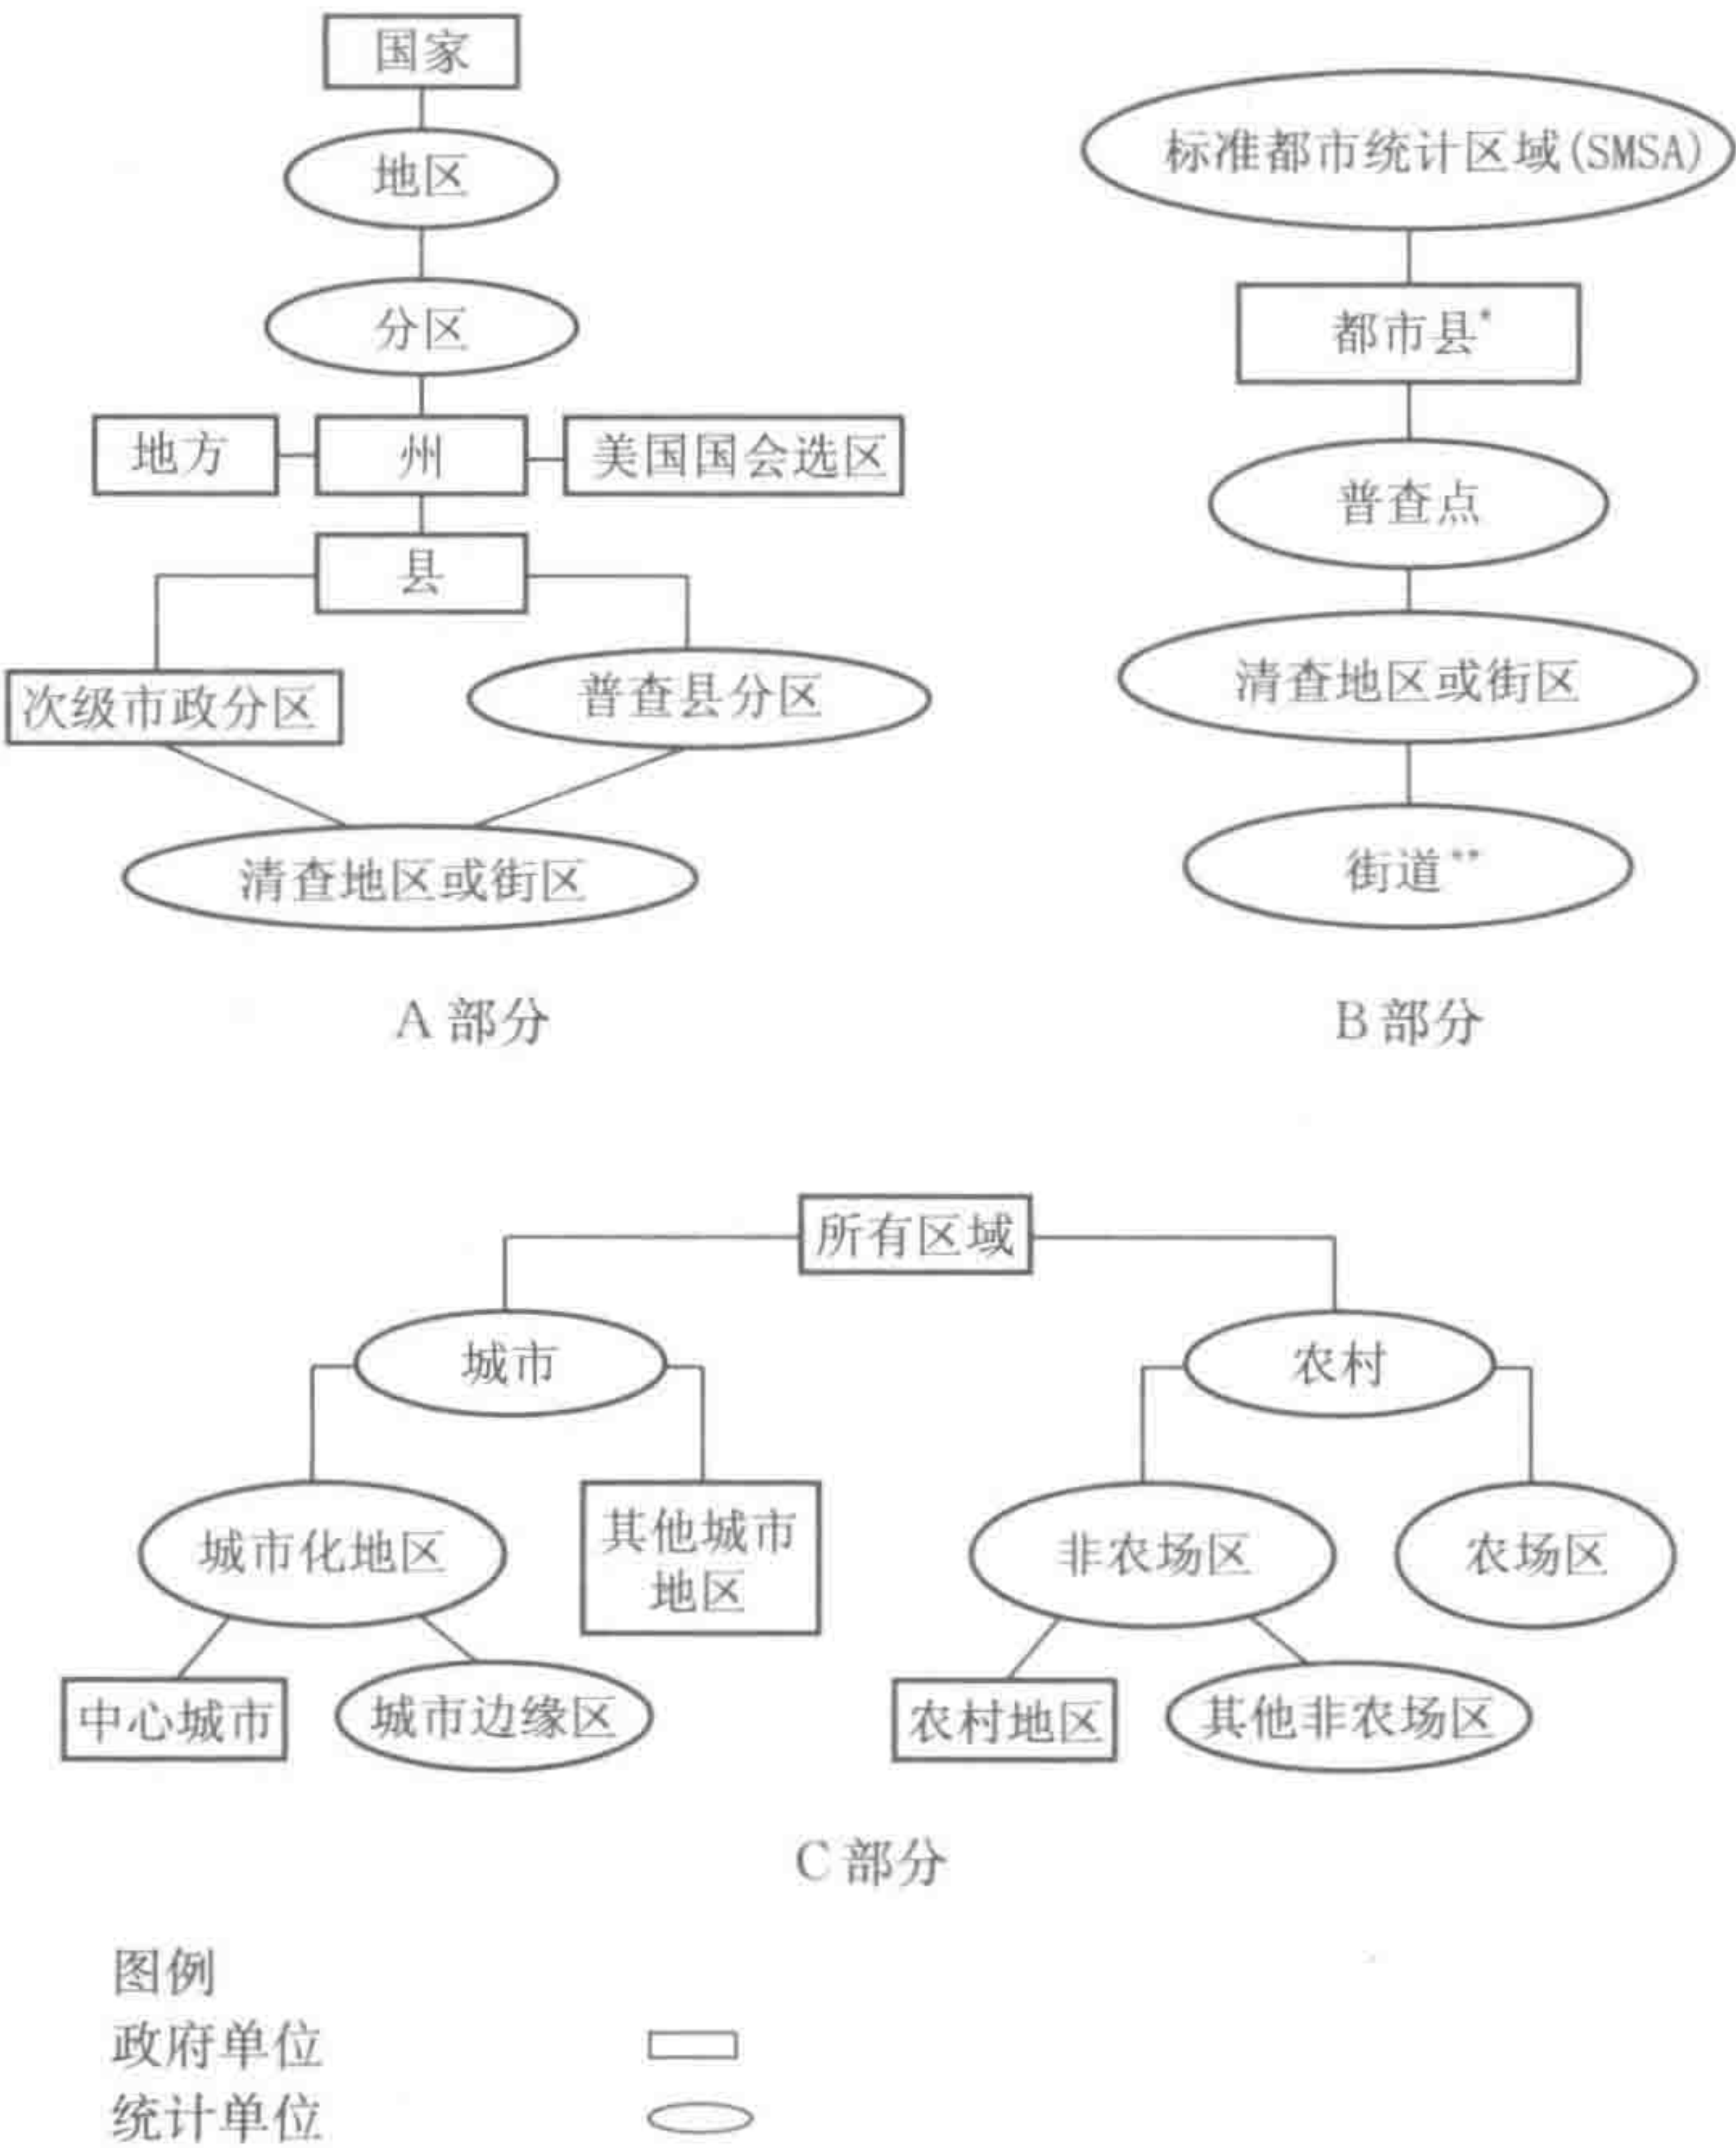 国家
地区
分区
地方
州
美国国会选区
县
次级市政分区
普查县分区
清查地区或街区
A 部分
标准都市统计区域(SMSA)
都市县*
普查点
清查地区或街区
街道**
B 部分
所有区域
城市
农村
城市化地区
其他城市
地区
非农场区
农场区
中心城市
城市边缘区
农村地区
其他非农场区
C 部分
图例
政府单位
统计单位